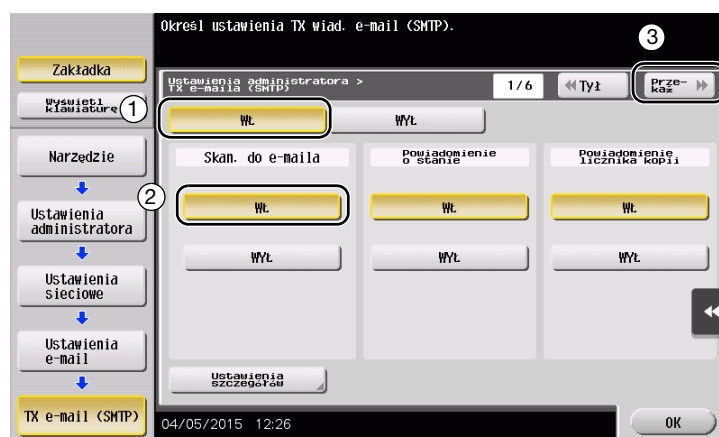 Określ ustawienia TX wiad. e-mail (SMTP).
3
Zakładka
Wyświetl
klawiaturę
1
Ustawienia administratora >
TX e-maila (SMTP)
1/6
Tył
Prze-
każ
WŁ.
WYŁ.
Narzędzie
Skan. do e-maila
Powiadomienie
o stanie
Powiadomienie
licznika kopii
2
WŁ.
WŁ.
WŁ.
Ustawienia
administratora
WYŁ.
WYŁ.
WYŁ.
Ustawienia
sieciowe
Ustawienia
e-mail
Ustawienia
szczegółów
TX e-mail (SMTP)
04/05/2015 12:26
OK